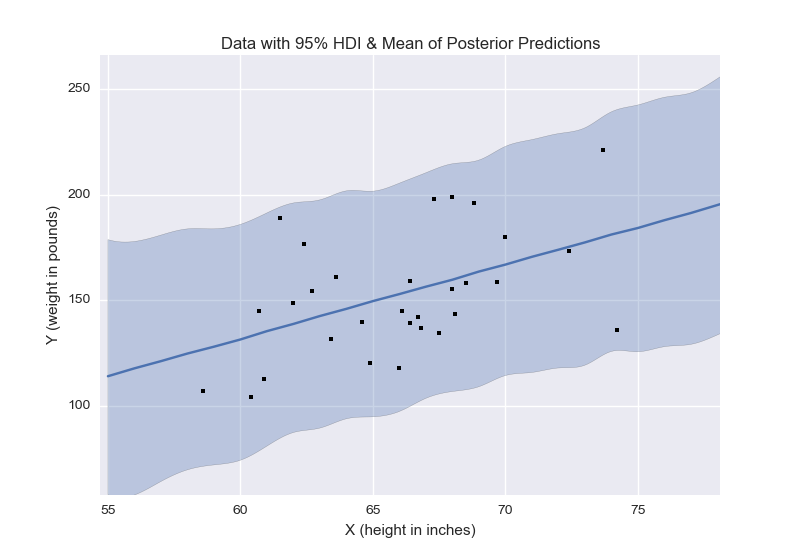 Data with 95% HDI & Mean of Posterior Predictions
250
200
150
100
Y (weight in pounds)
55 60 65 70 75
X (height in inches)